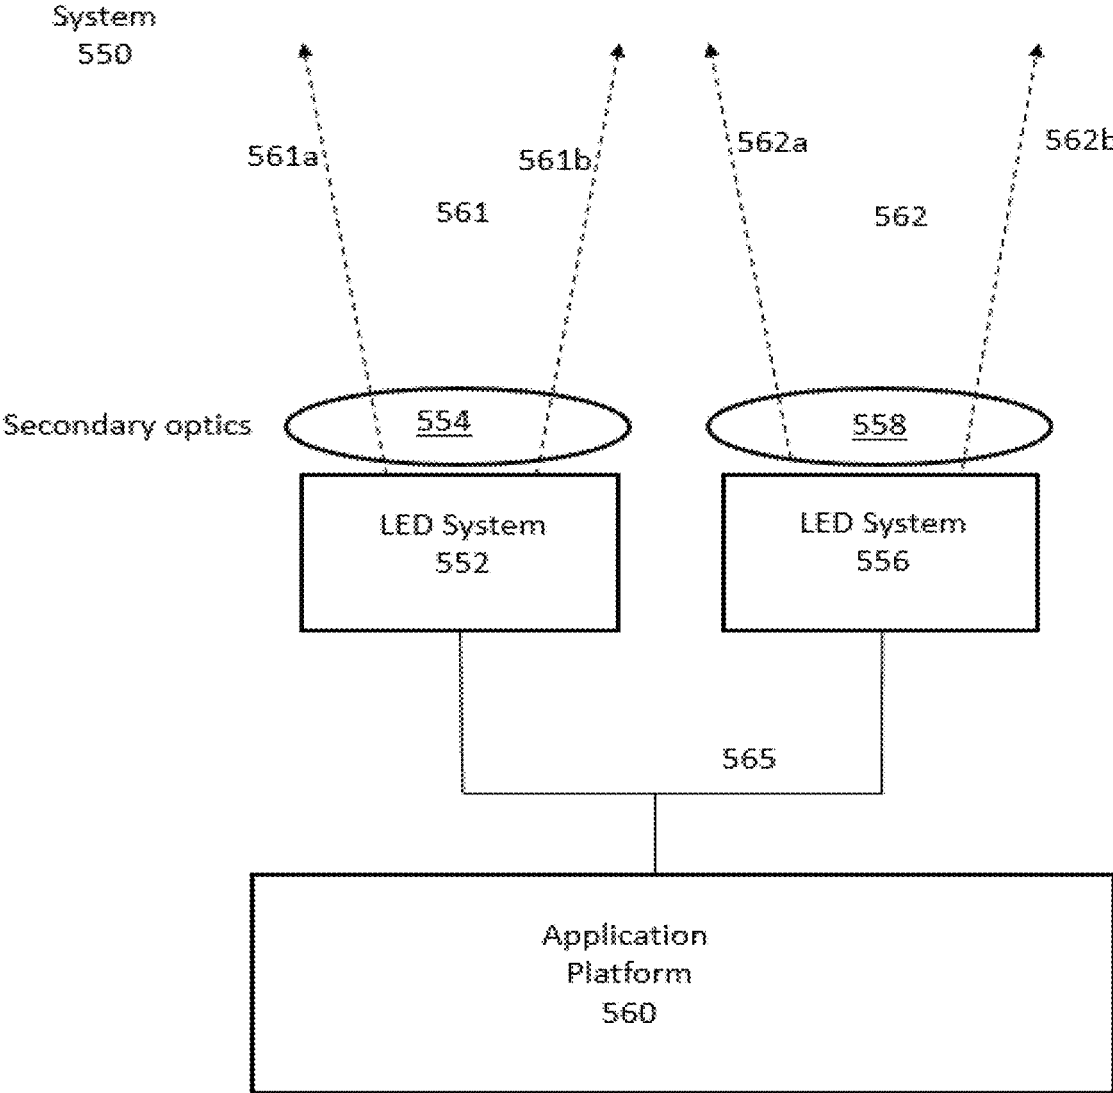 System
550
561a
561b
562a
562b
561
562
Secondary optics
554
558
LED System
552
LED System
556
565
Application
Platform
560